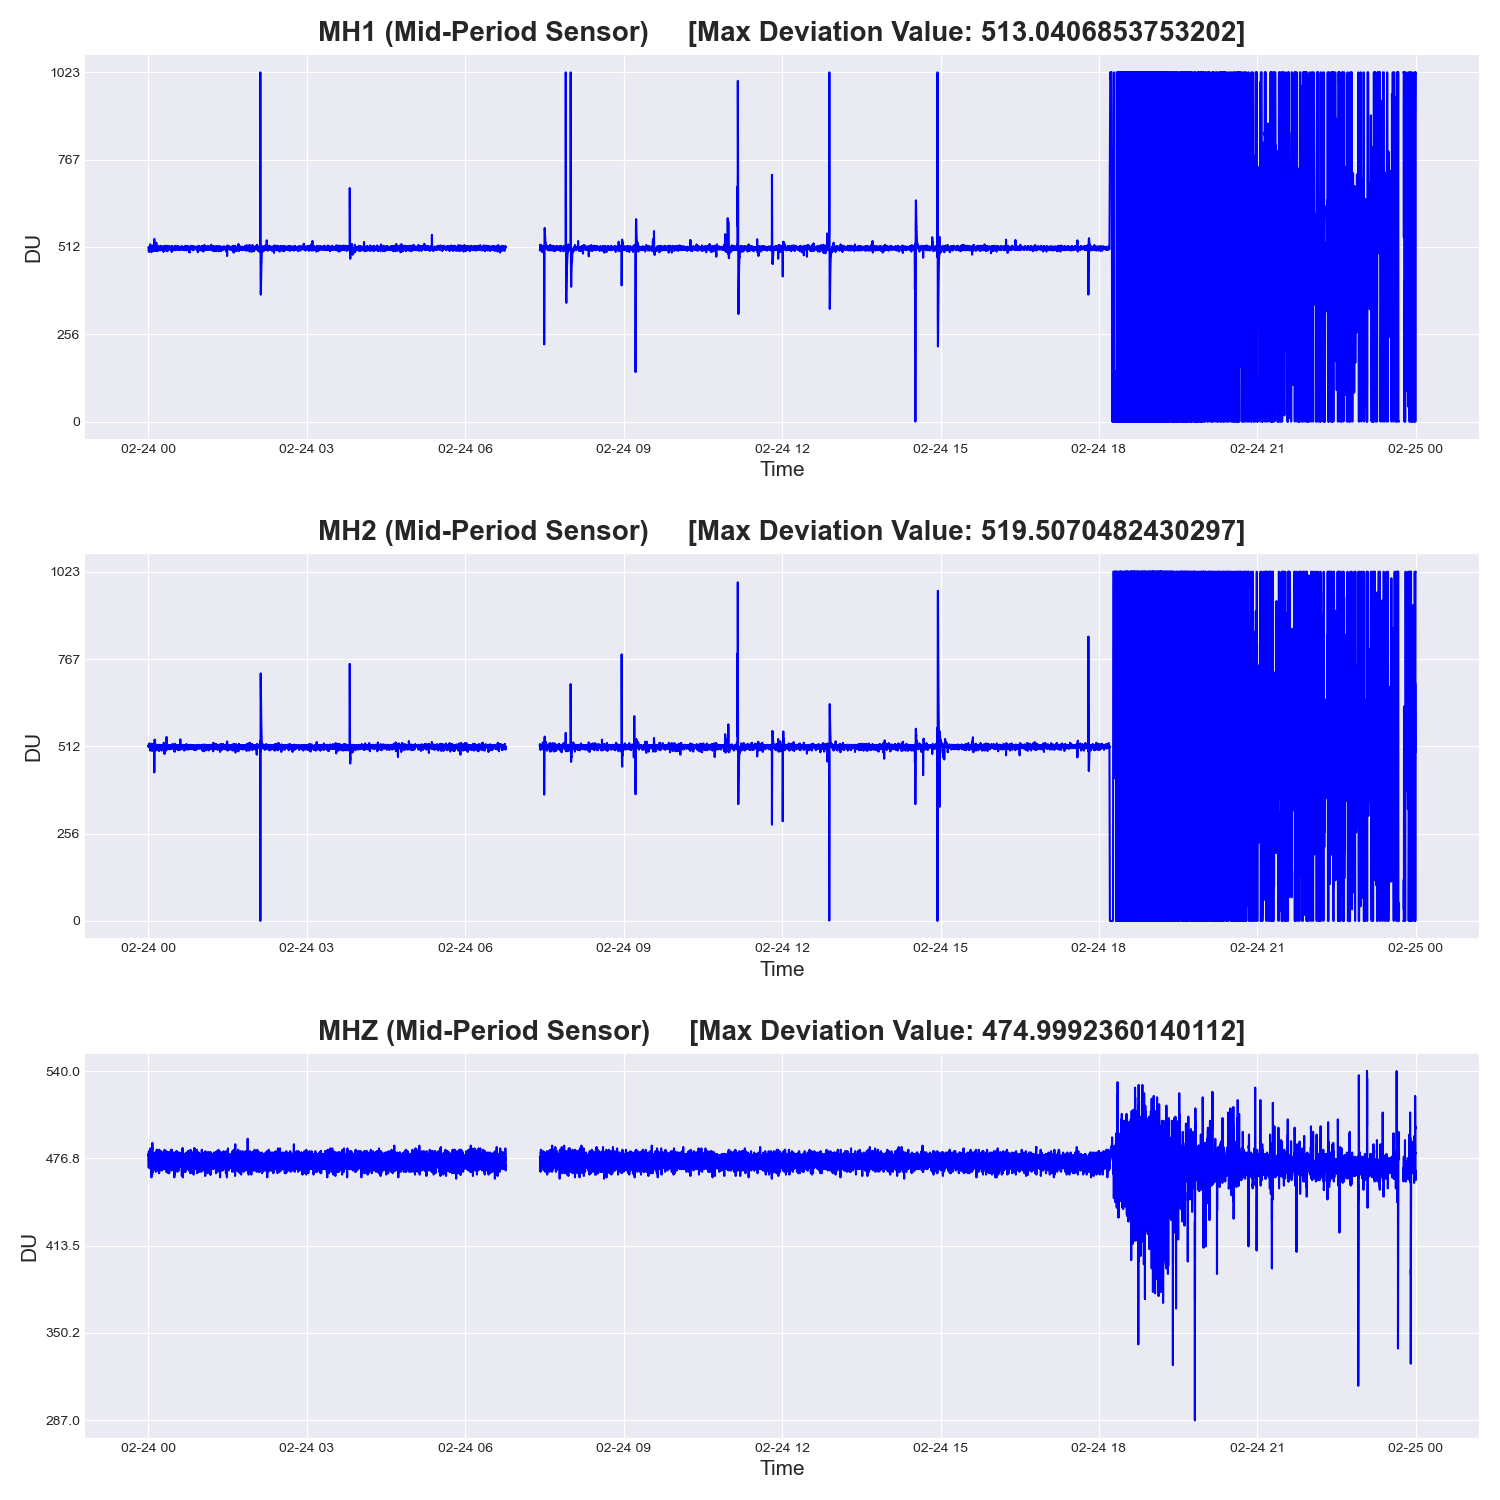 MH1 (Mid-Period Sensor) [Max Deviation Value: 513.0406853753202]
1023
767
512
256
0
DU
02-24 00 02-24 03 02-24 06 02-24 09 02-24 12 02-24 15 02-24 18 02-24 21 02-25 00
Time
MH2 (Mid-Period Sensor) [Max Deviation Value: 519.5070482430297]
1023
767
512
256
0
DU
02-24 00 02-24 03 02-24 06 02-24 09 02-24 12 02-24 15 02-24 18 02-24 21 02-25 00
Time
MHZ (Mid-Period Sensor) [Max Deviation Value: 474.9992360140112]
540.0
476.8
413.5
350.2
287.0
DU
02-24 00 02-24 03 02-24 06 02-24 09 02-24 12 02-24 15 02-24 18 02-24 21 02-25 00
Time